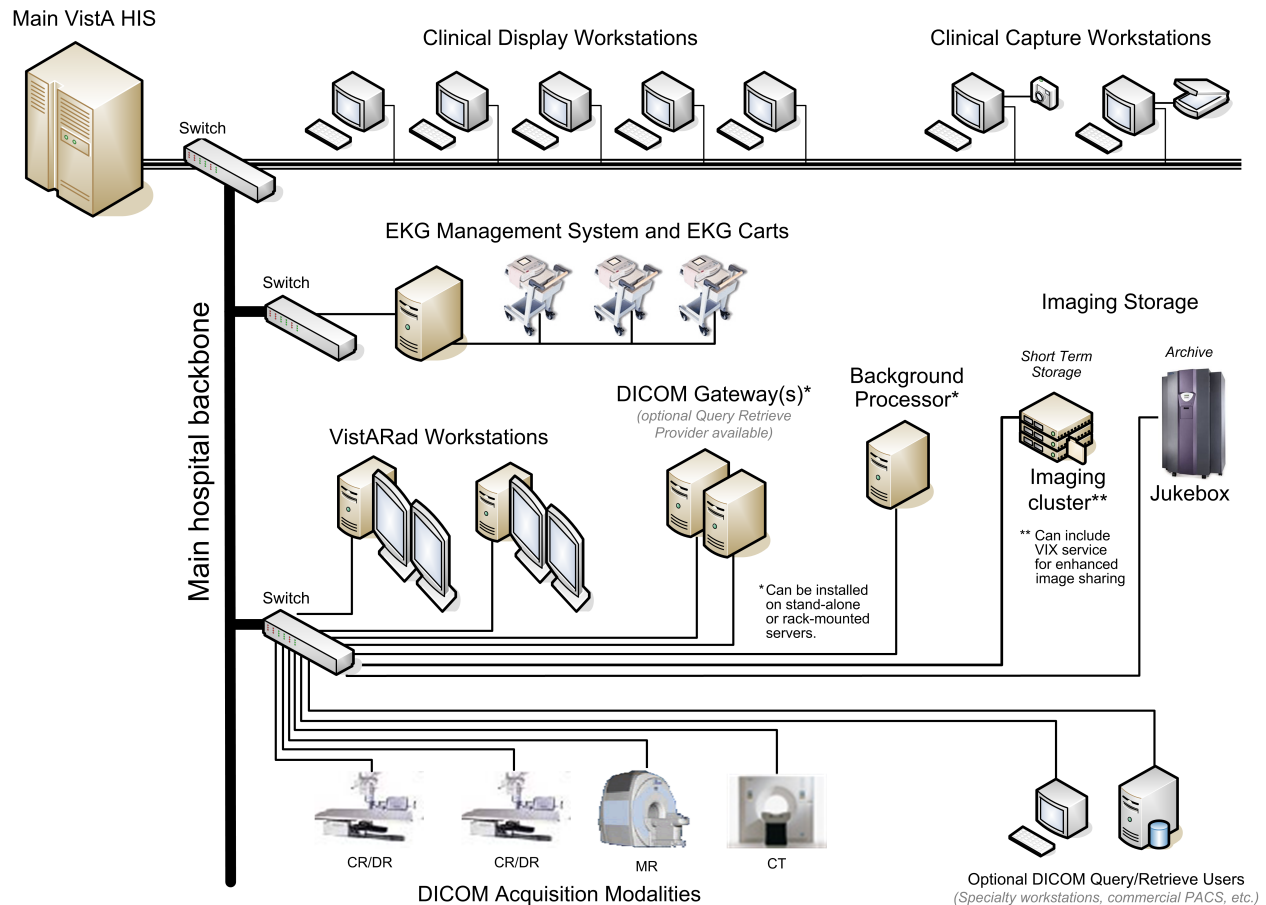 Main VistA HIS
Clinical Display Workstations
Clinical Capture Workstations
Switch
EKG Management System and EKG Carts
Switch
Main hospital backbone
Imaging Storage
Short Term
Storage
Archive
Background
Processor*
DICOM Gateway(s)*
(optional Query Retrieve
Provider available)
VistARad Workstations
Imaging
cluster**
Jukebox
** Can include
VIX service
for enhanced
image sharing
* Can be installed
on stand-alone
or rack-mounted
servers.
Switch
CR/DR
CR/DR
MR
CT
DICOM Acquisition Modalities
Optional DICOM Query/Retrieve Users
(Specialty workstations, commercial PACS, etc.)